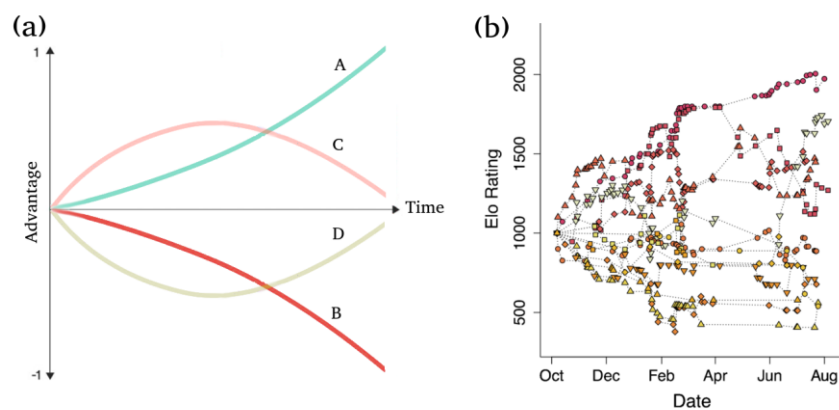 (a)
1
A
C
Advantage
Time
D
B
-1
(b)
Elo Rating
2000
1500
1000
500
Oct Dec Feb Apr Jun Aug
Date